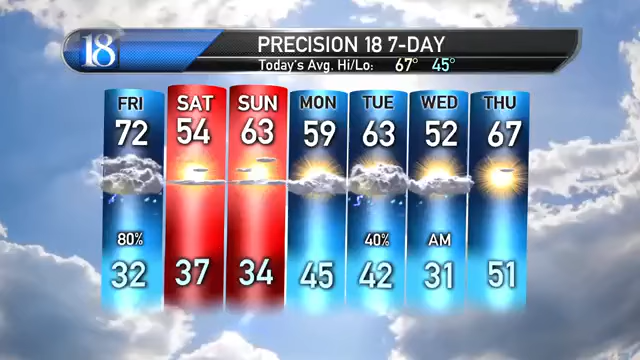 18
PRECISION 18 7-DAY
Today's Avg. Hi/Lo: 67° 45°
FRI SAT SUN MON TUE WED THU
72 54 63 59 63 52 67
80% 40% AM
32 37 34 45 42 31 51